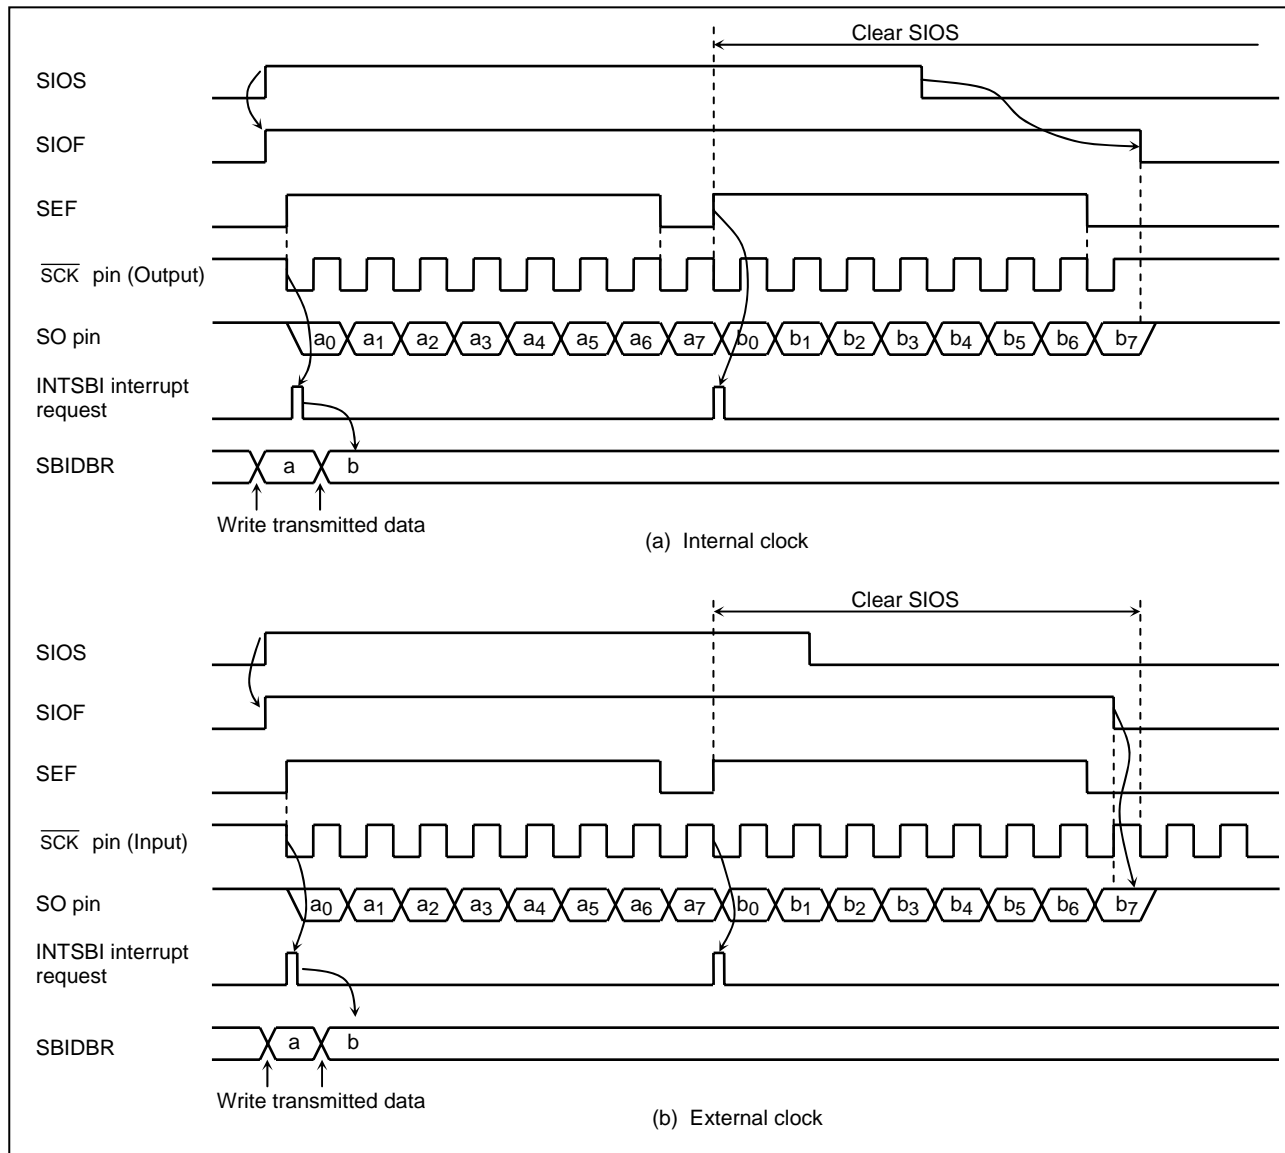 Clear SIOS
SIOS
SIOF
SEF
SCK pin (Output)
SO pin
a0 a1 a2 a3 a4 a5 a6 a7 b0 b1 b2 b3 b4 b5 b6 b7
INTSBI interrupt
request
SBIDBR
a b
Write transmitted data
(a) Internal clock
Clear SIOS
SIOS
SIOF
SEF
SCK pin (Input)
SO pin
a0 a1 a2 a3 a4 a5 a6 a7 b0 b1 b2 b3 b4 b5 b6 b7
INTSBI interrupt
request
SBIDBR
a b
Write transmitted data
(b) External clock